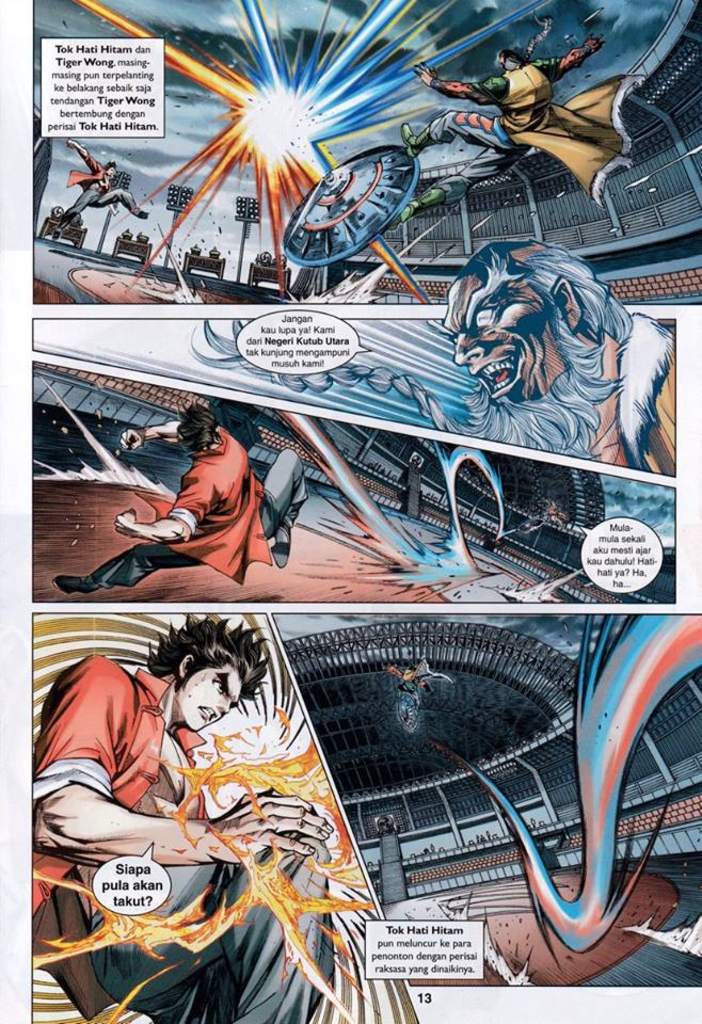 Tok Hati Hitam dan
Tiger Wong, masing-
masing pun terpelanting
ke belakang sebaik saja
tendangan Tiger Wong
bertembung dengan
perisai Tok Hati Hitam.
Jangan
kau lupa ya! Kami
dari Negeri Kutub Utara
tak kunjung mengampuni
musuh kami!
Mula-
mula sekali
aku mesti ajar
kau dahulu! Hati-
hati ya? Ha,
ha...
Siapa
pula akan
takut?
Tok Hati Hitam
pun meluncur ke para
penonton dengan perisai
raksasa yang dinaikinya.
13